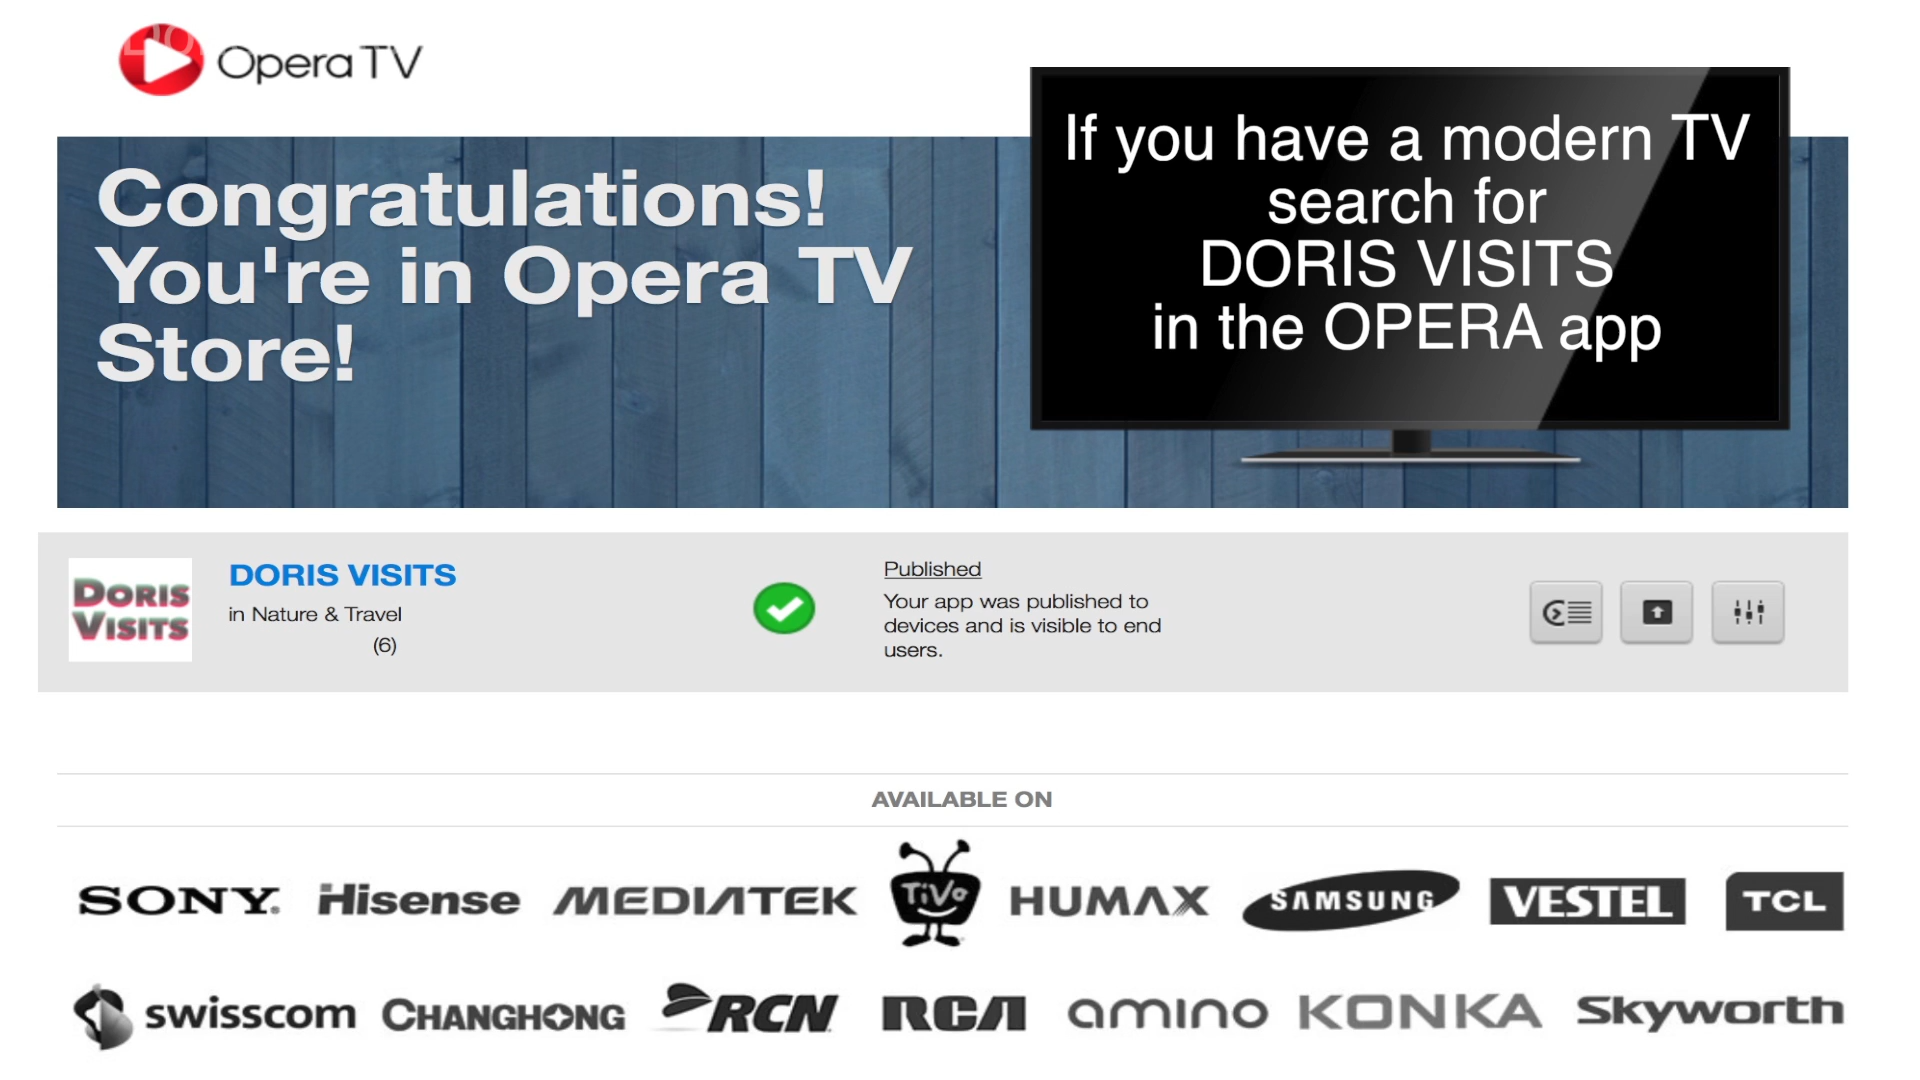 Opera TV
Congratulations!
You're in Opera TV
Store!
If you have a modern TV
search for
DORIS VISITS
in the OPERA app
DORIS
VISITS
DORIS VISITS
in Nature & Travel
(6)
Published
Your app was published to
devices and is visible to end
users.
AVAILABLE ON
SONY Hisense MEDIATEK TiVo HUMAX SAMSUNG VESTEL TCL
swisscom CHANGHONG RCN RCA amino KONKA Skyworth